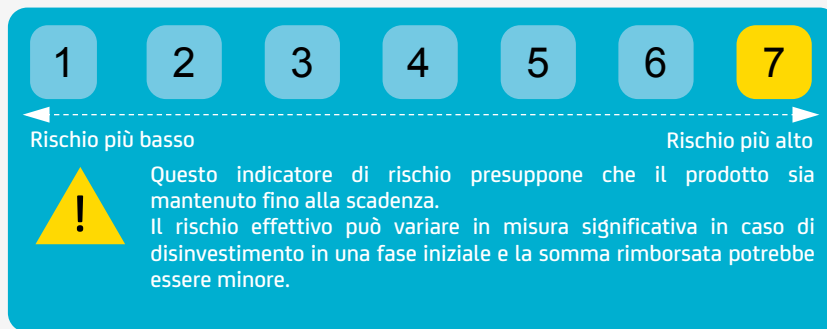 1 2 3 4 5 6 7
Rischio più basso Rischio più alto
! Questo indicatore di rischio presuppone che il prodotto sia
mantenuto fino alla scadenza.
Il rischio effettivo può variare in misura significativa in caso di
disinvestimento in una fase iniziale e la somma rimborsata potrebbe
essere minore.